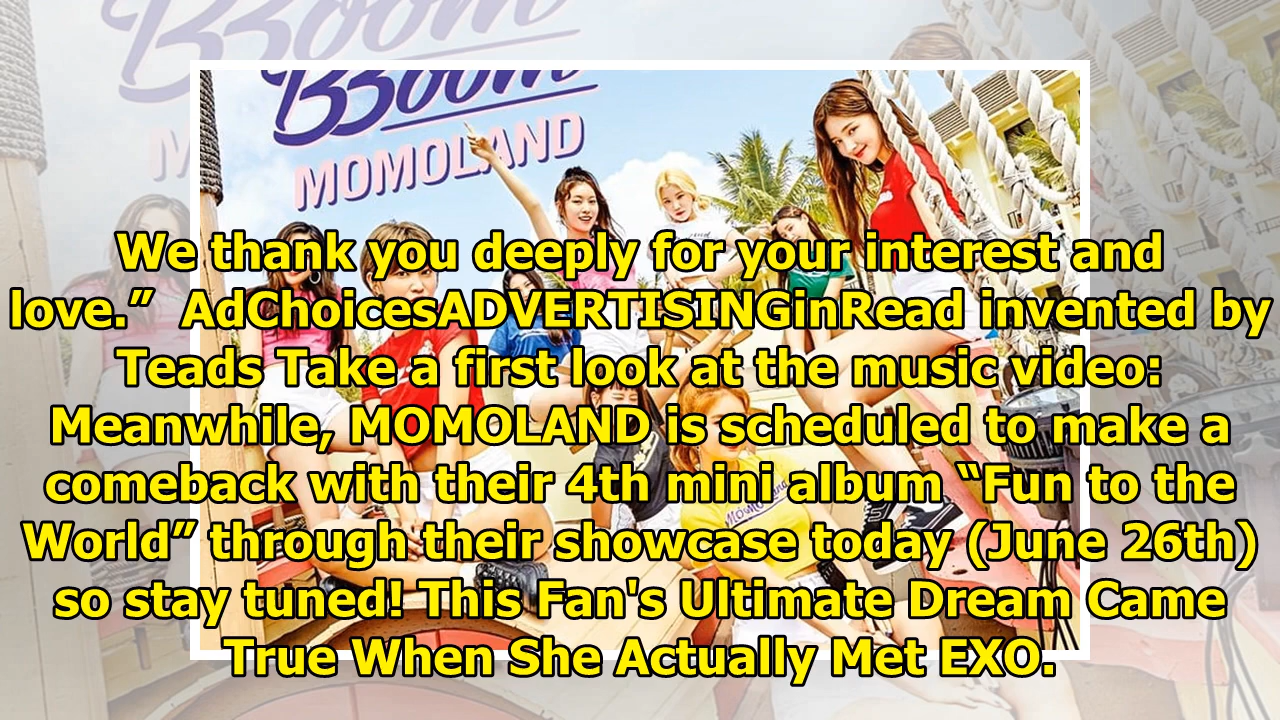 BBoom
BBoom
MOMOLAND
We thank you deeply for your interest and
love.” AdChoicesADVERTISINGinRead invented by
Teads Take a first look at the music video:
Meanwhile, MOMOLAND is scheduled to make a
comeback with their 4th mini album “Fun to the
World” through their showcase today (June 26th)
so stay tuned! This Fan's Ultimate Dream Came
True When She Actually Met EXO.
MOMOLAND